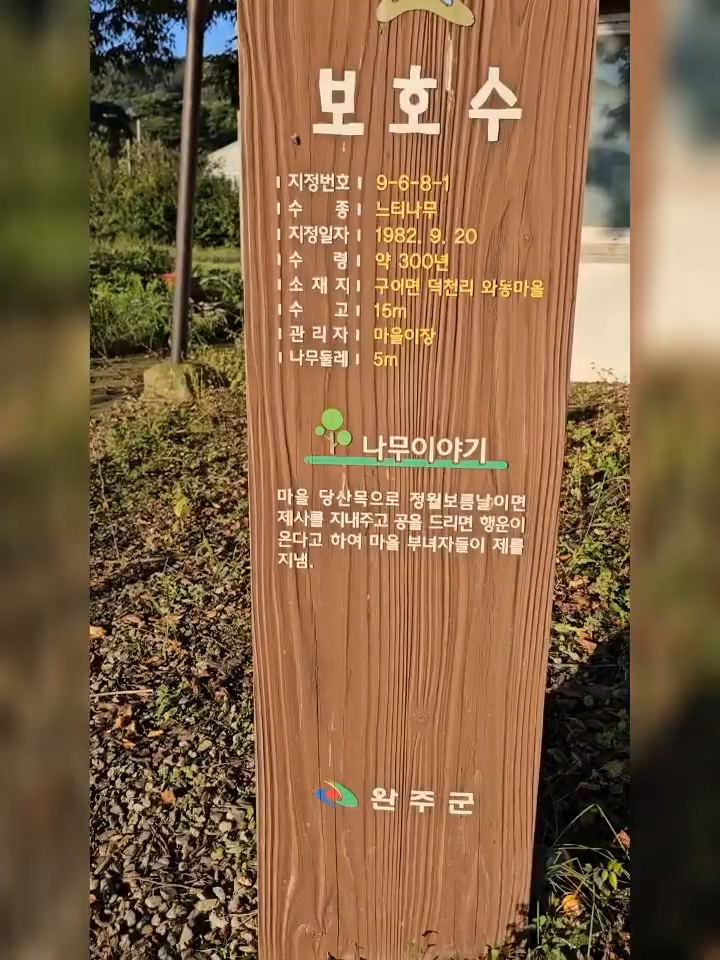 보호수
지정번호 9-6-8-1
수 종 느티나무
지정일자 1982. 9. 20
수 령 약 300년
소 재 지 구이면 덕천리 와동마을
수 고 15m
관 리 자 마을이장
나무둘레 5m
나무이야기
마을 당산목으로 정월보름날이면
제사를 지내주고 공을 드리면 행운이
온다고 하여 마을 부녀자들이 제를
지냄.
완주군